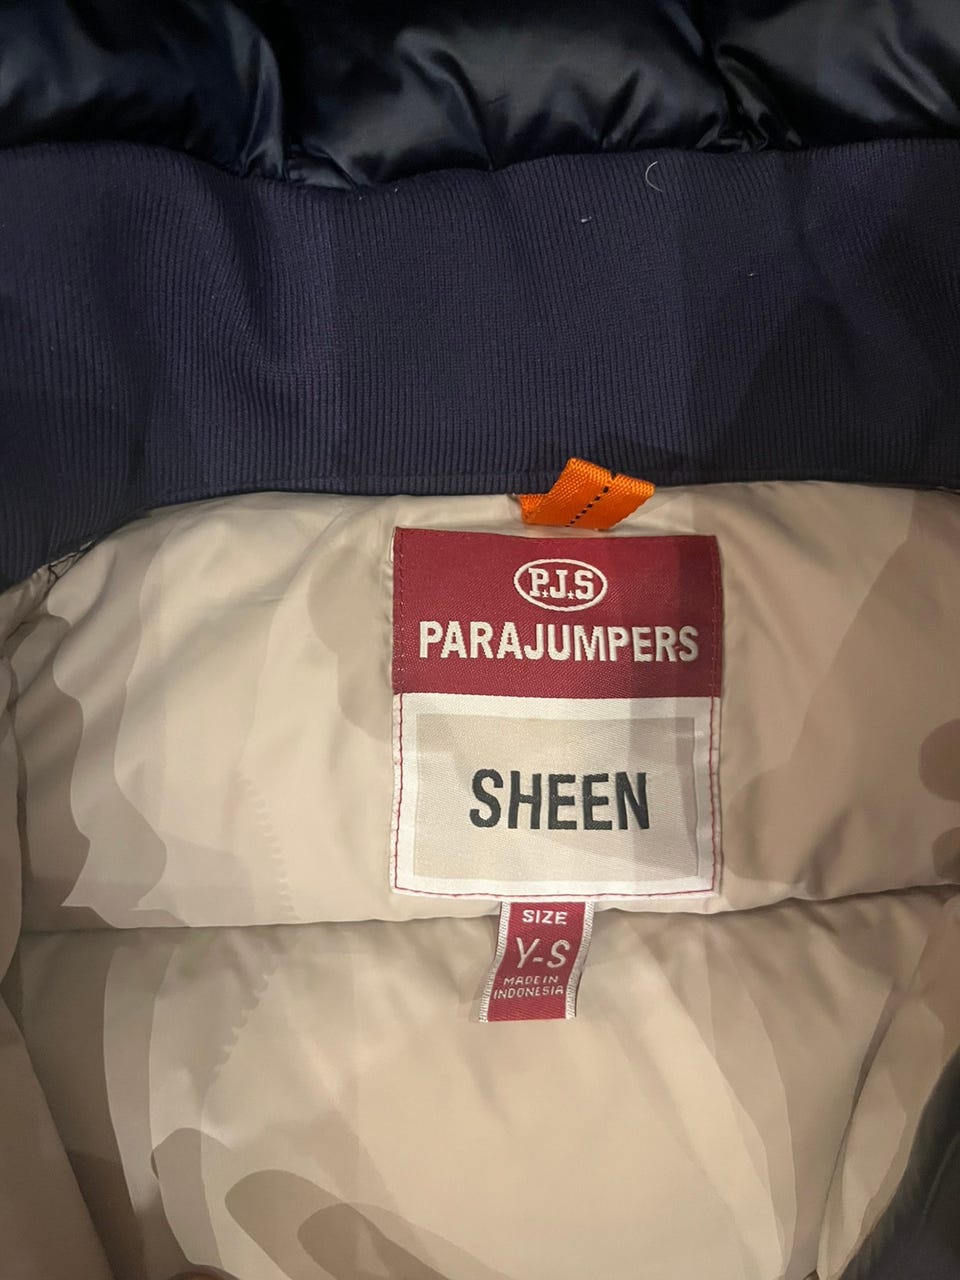 P.J.S
PARAJUMPERS
SHEEN
SIZE
Y-S
MADE IN
INDONESIA